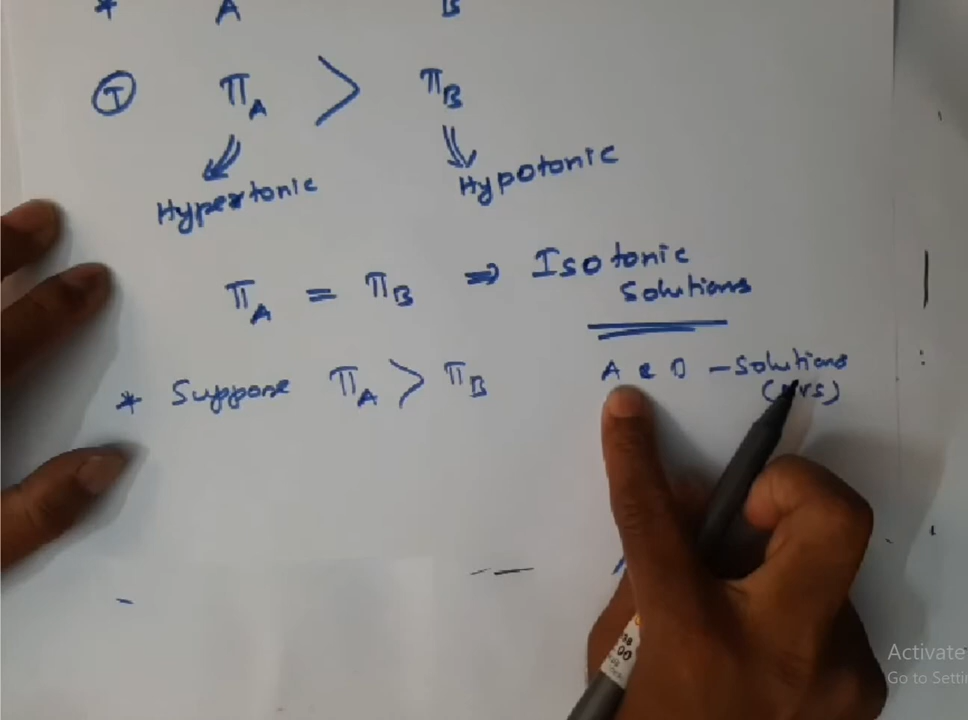 * A B
① π_A > π_B
Hypertonic Hypotonic
π_A = π_B ⇒ Isotonic
Solutions
* Suppose π_A > π_B
A & D – Solutions
Activate
Go to Setti